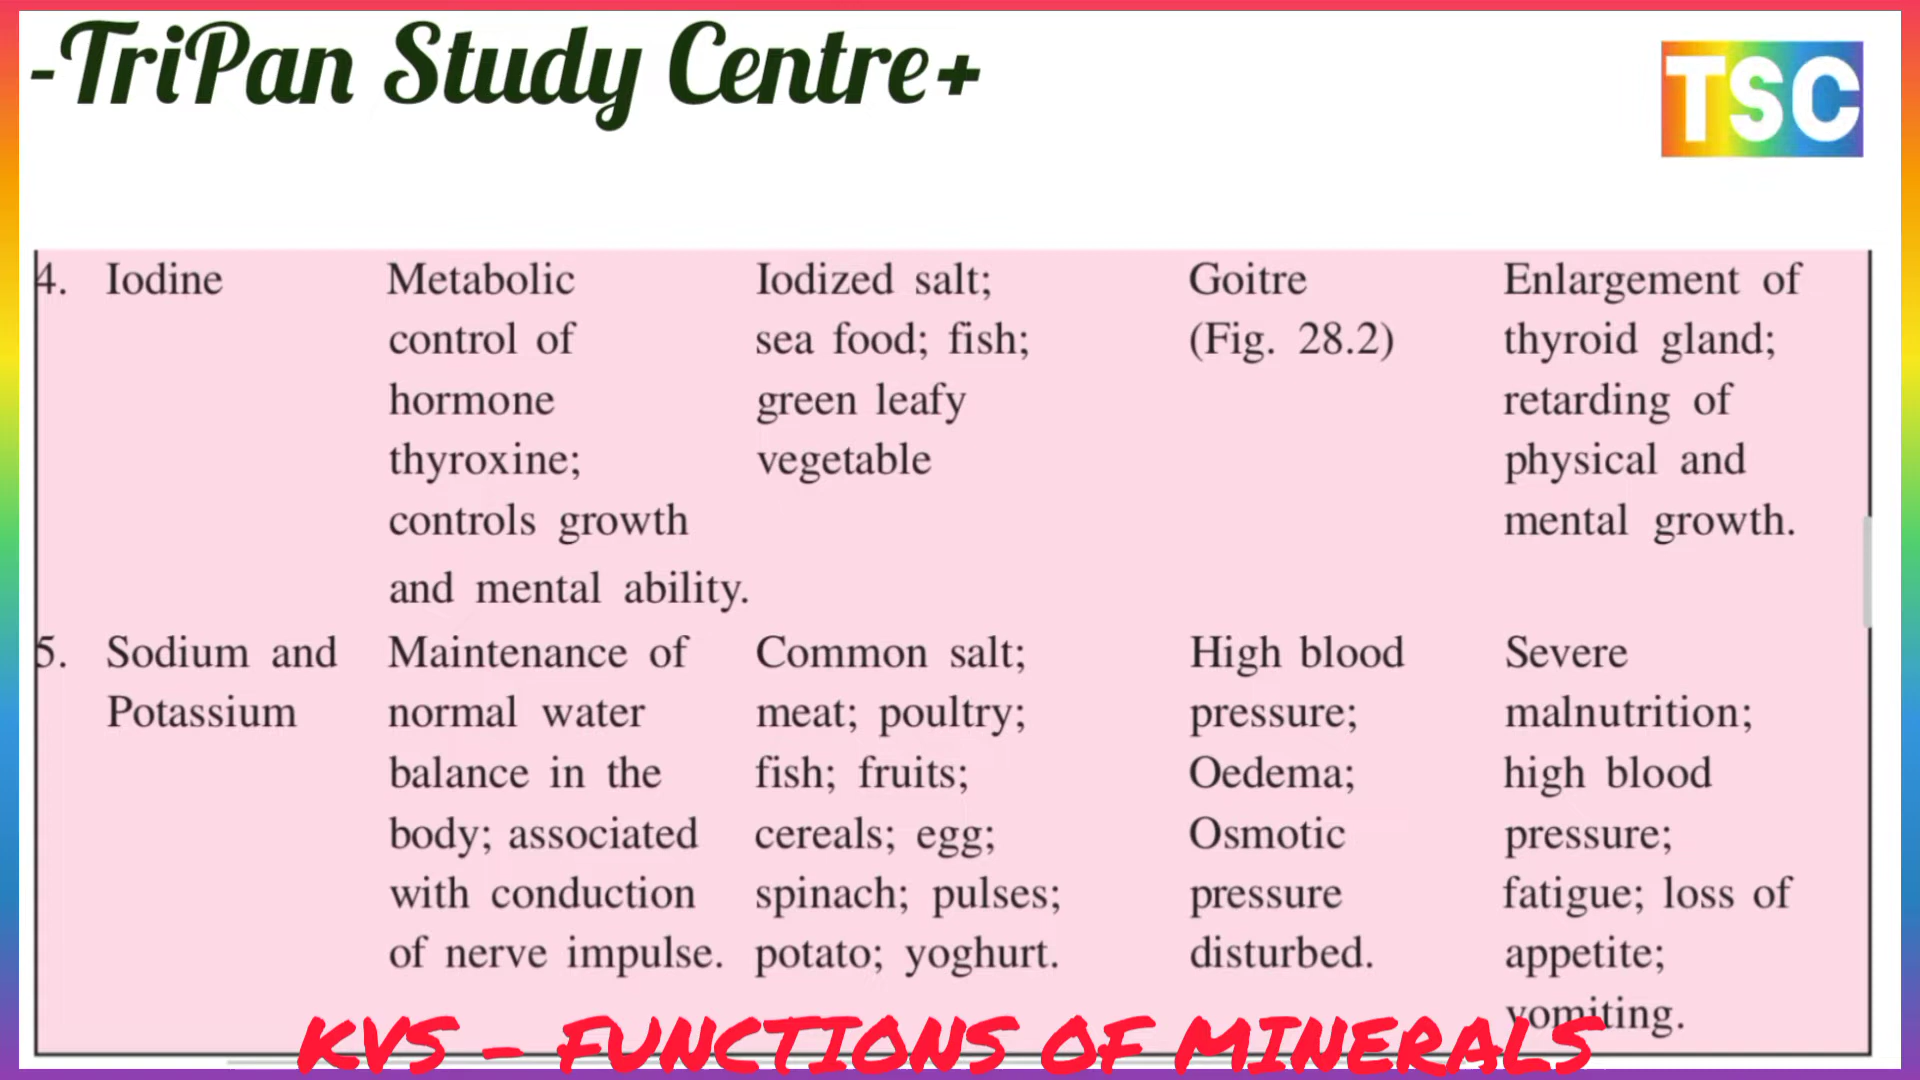 -TriPan Study Centre+
TSC
4. Iodine
Metabolic
control of
hormone
thyroxine;
controls growth
and mental ability.
Iodized salt;
sea food; fish;
green leafy
vegetable
Goitre
(Fig. 28.2)
Enlargement of
thyroid gland;
retarding of
physical and
mental growth.
5. Sodium and
Potassium
Maintenance of
normal water
balance in the
body; associated
with conduction
of nerve impulse.
Common salt;
meat; poultry;
fish; fruits;
cereals; egg;
spinach; pulses;
potato; yoghurt.
High blood
pressure;
Oedema;
Osmotic
pressure
disturbed.
Severe
malnutrition;
high blood
pressure;
fatigue; loss of
appetite;
vomiting.
KVS - FUNCTIONS OF MINERALS